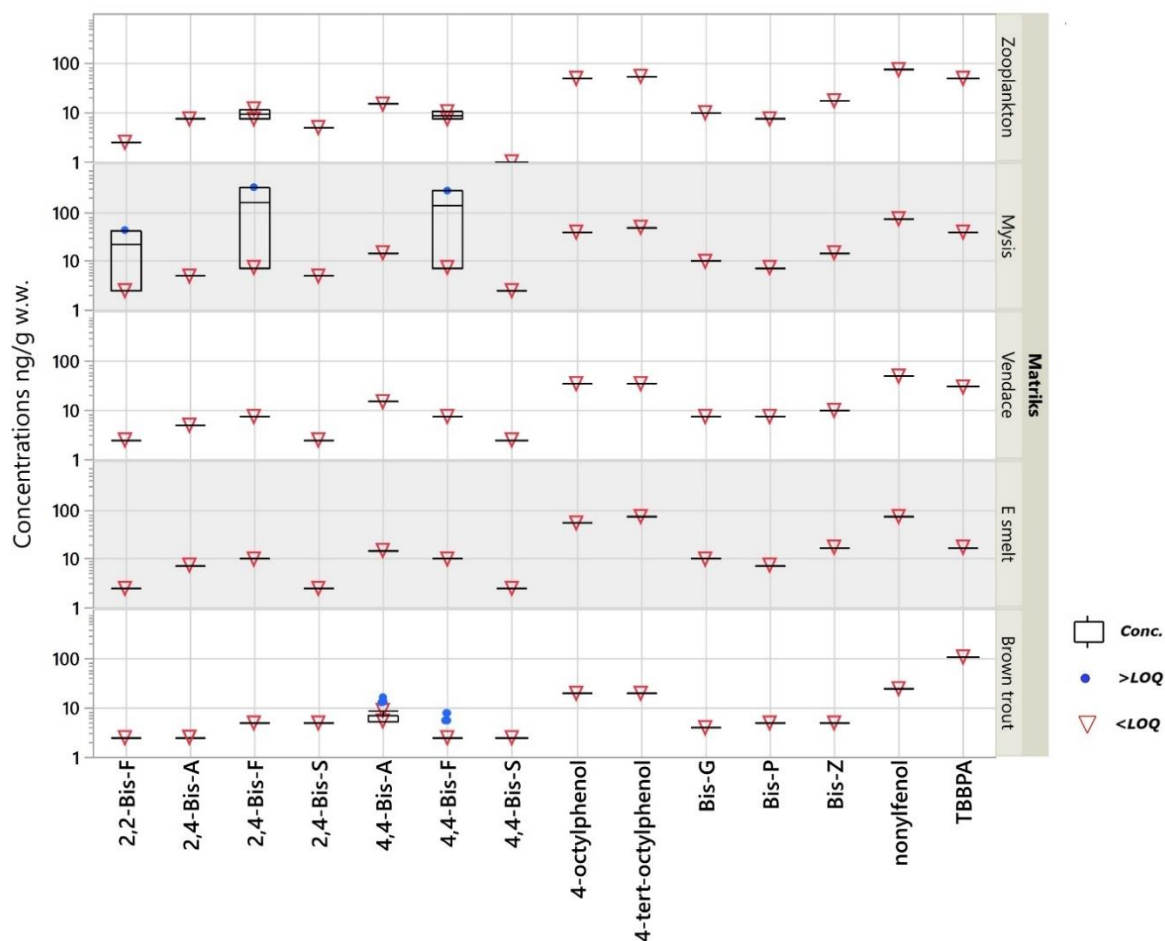 Concentrations ng/g w.w.
100
10
1
Zooplankton
100
10
1
Mysis
100
10
1
Vendace
100
10
1
E smelt
100
10
1
Brown trout
Matriks
2,2-Bis-F
2,4-Bis-A
2,4-Bis-F
2,4-Bis-S
4,4-Bis-A
4,4-Bis-F
4,4-Bis-S
4-octylphenol
4-tert-octylphenol
Bis-G
Bis-P
Bis-Z
nonylfenol
TBBPA
Conc.
>LOQ
<LOQ